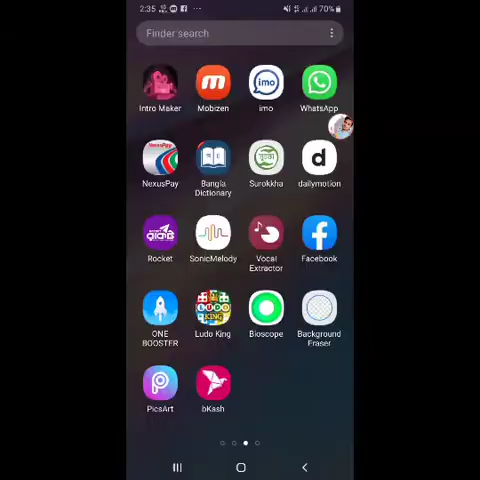 2:35
70%
Finder search
Intro Maker
Mobizen
imo
WhatsApp
NexusPay
Bangla Dictionary
Surokkha
dailymotion
Rocket
SonicMelody
Vocal Extractor
Facebook
ONE BOOSTER
Ludo King
Bioscope
Background Eraser
PicsArt
bKash